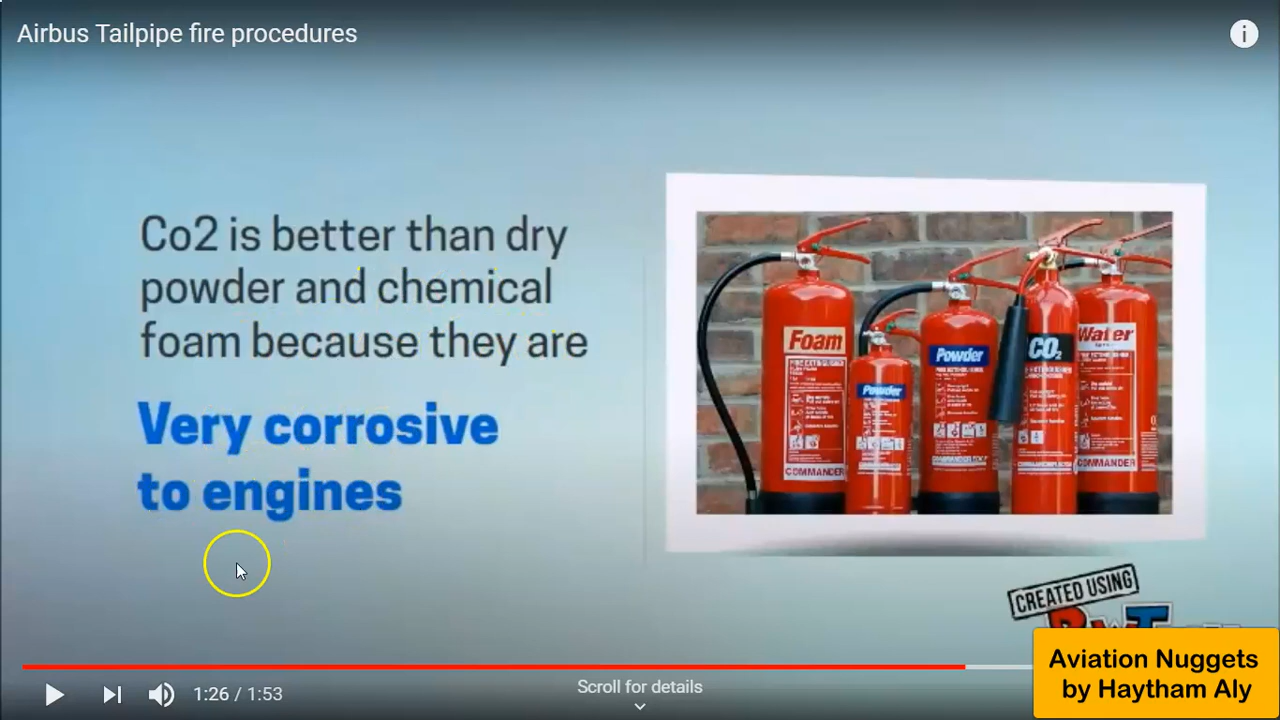 Airbus Tailpipe fire procedures
i
Co2 is better than dry
powder and chemical
foam because they are
Very corrosive
to engines
Foam
COMMANDER
Powder
Powder
CO2
Water
COMMANDER
CREATED USING
Aviation Nuggets
by Haytham Aly
1:26 / 1:53
Scroll for details